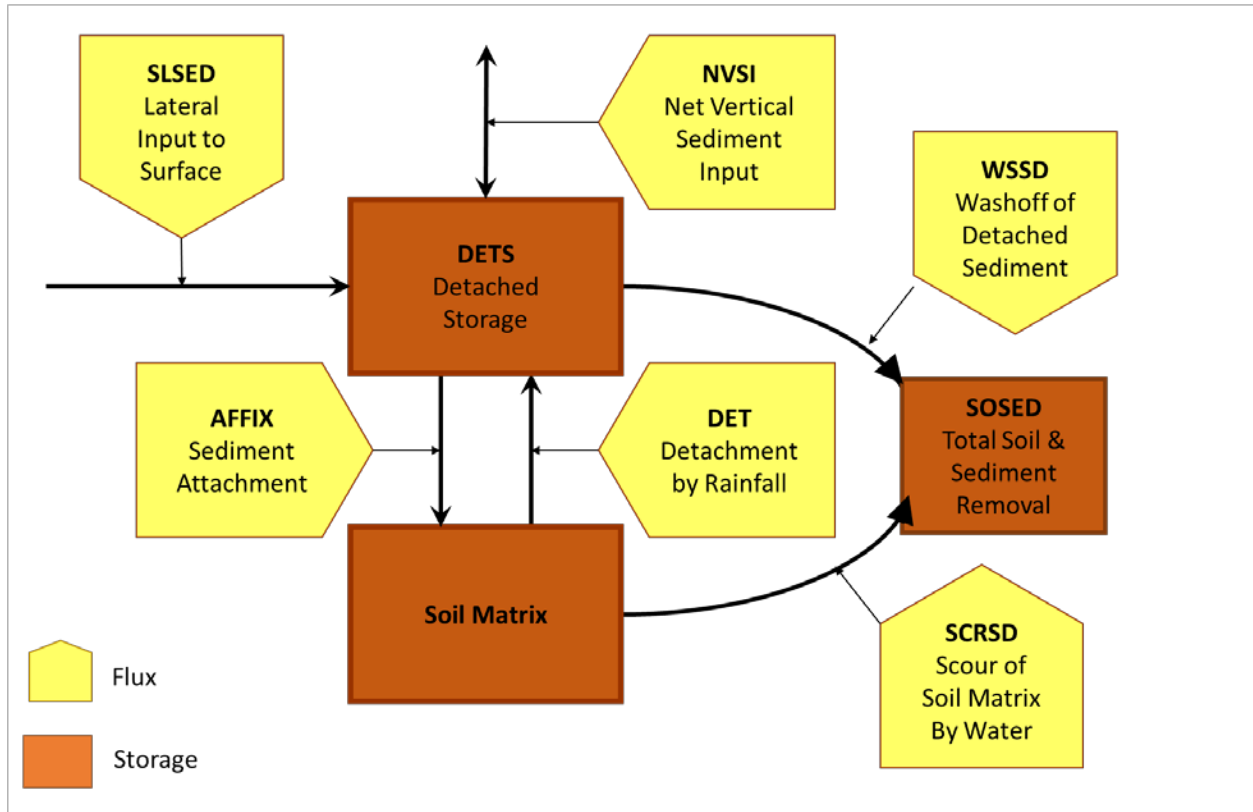 SLSED
Lateral
Input to
Surface
NVSI
Net Vertical
Sediment
Input
WSSD
Washoff of
Detached
Sediment
DETS
Detached
Storage
AFFIX
Sediment
Attachment
DET
Detachment
by Rainfall
SOSED
Total Soil &
Sediment
Removal
Soil Matrix
SCRSD
Scour of
Soil Matrix
By Water
Flux
Storage